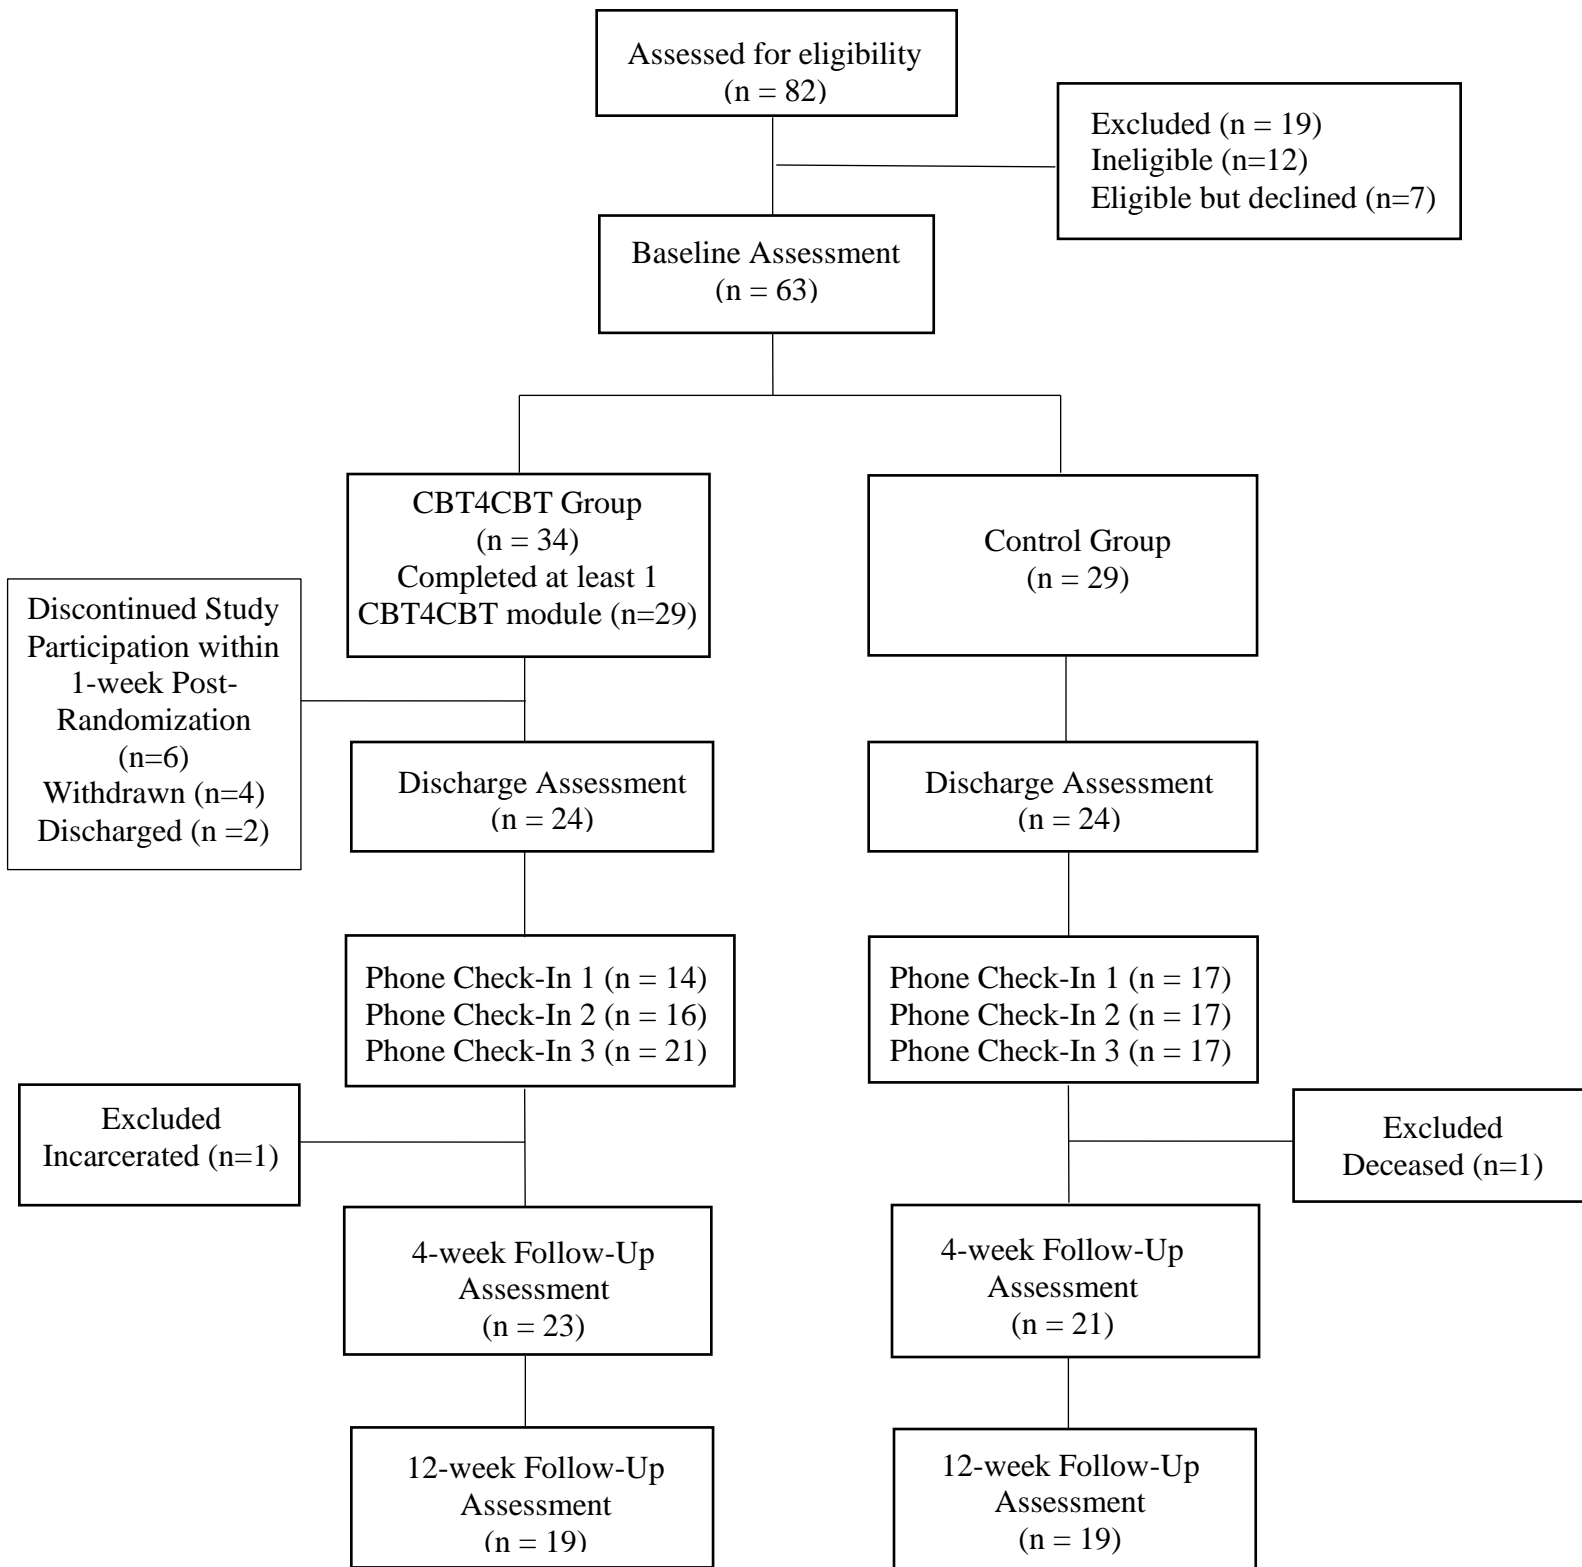 Assessed for eligibility
(n = 82)
Excluded (n = 19)
Ineligible (n=12)
Eligible but declined (n=7)
Baseline Assessment
(n = 63)
CBT4CBT Group
(n = 34)
Completed at least 1
CBT4CBT module (n=29)
Control Group
(n = 29)
Discontinued Study
Participation within
1-week Post-
Randomization
(n=6)
Withdrawn (n=4)
Discharged (n =2)
Discharge Assessment
(n = 24)
Discharge Assessment
(n = 24)
Phone Check-In 1 (n = 14)
Phone Check-In 2 (n = 16)
Phone Check-In 3 (n = 21)
Phone Check-In 1 (n = 17)
Phone Check-In 2 (n = 17)
Phone Check-In 3 (n = 17)
Excluded
Incarcerated (n=1)
Excluded
Deceased (n=1)
4-week Follow-Up
Assessment
(n = 23)
4-week Follow-Up
Assessment
(n = 21)
12-week Follow-Up
Assessment
(n = 19)
12-week Follow-Up
Assessment
(n = 19)